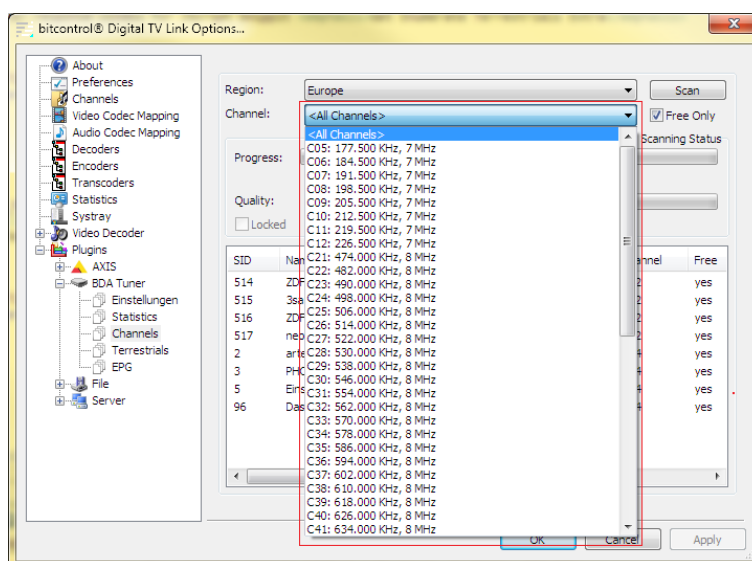 bitcontrol® Digital TV Link Options...
About
Preferences
Channels
Video Codec Mapping
Audio Codec Mapping
Decoders
Encoders
Transcoders
Statistics
Systray
Video Decoder
Plugins
AXIS
BDA Tuner
Einstellungen
Statistics
Channels
Terrestrials
EPG
File
Server
Region:
Europe
Scan
Channel:
<All Channels>
Free Only
Scanning Status
Progress:
Quality:
Locked
<All Channels>
C05: 177.500 KHz, 7 MHz
C06: 184.500 KHz, 7 MHz
C07: 191.500 KHz, 7 MHz
C08: 198.500 KHz, 7 MHz
C09: 205.500 KHz, 7 MHz
C10: 212.500 KHz, 7 MHz
C11: 219.500 KHz, 7 MHz
C12: 226.500 KHz, 7 MHz
C21: 474.000 KHz, 8 MHz
C22: 482.000 KHz, 8 MHz
C23: 490.000 KHz, 8 MHz
C24: 498.000 KHz, 8 MHz
C25: 506.000 KHz, 8 MHz
C26: 514.000 KHz, 8 MHz
C27: 522.000 KHz, 8 MHz
C28: 530.000 KHz, 8 MHz
C29: 538.000 KHz, 8 MHz
C30: 546.000 KHz, 8 MHz
C31: 554.000 KHz, 8 MHz
C32: 562.000 KHz, 8 MHz
C33: 570.000 KHz, 8 MHz
C34: 578.000 KHz, 8 MHz
C35: 586.000 KHz, 8 MHz
C36: 594.000 KHz, 8 MHz
C37: 602.000 KHz, 8 MHz
C38: 610.000 KHz, 8 MHz
C39: 618.000 KHz, 8 MHz
C40: 626.000 KHz, 8 MHz
C41: 634.000 KHz, 8 MHz
SID Free
514 yes
515 yes
516 yes
517 yes
2 yes
3 yes
5 yes
96 yes
OK
Cancel
Apply